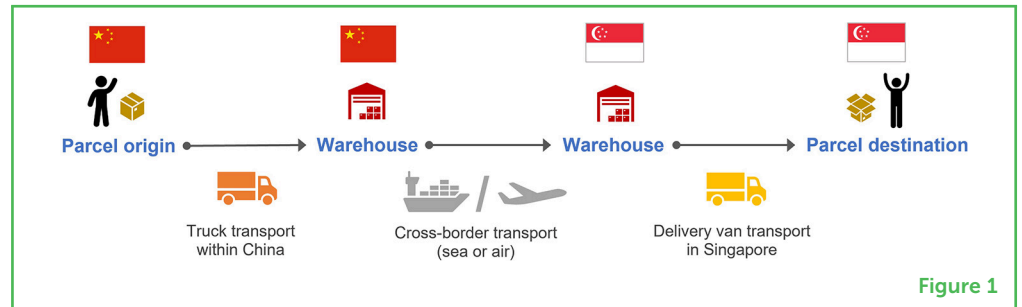 Parcel origin
Warehouse
Warehouse
Parcel destination
Truck transport
within China
Cross-border transport
(sea or air)
Delivery van transport
in Singapore
Figure 1